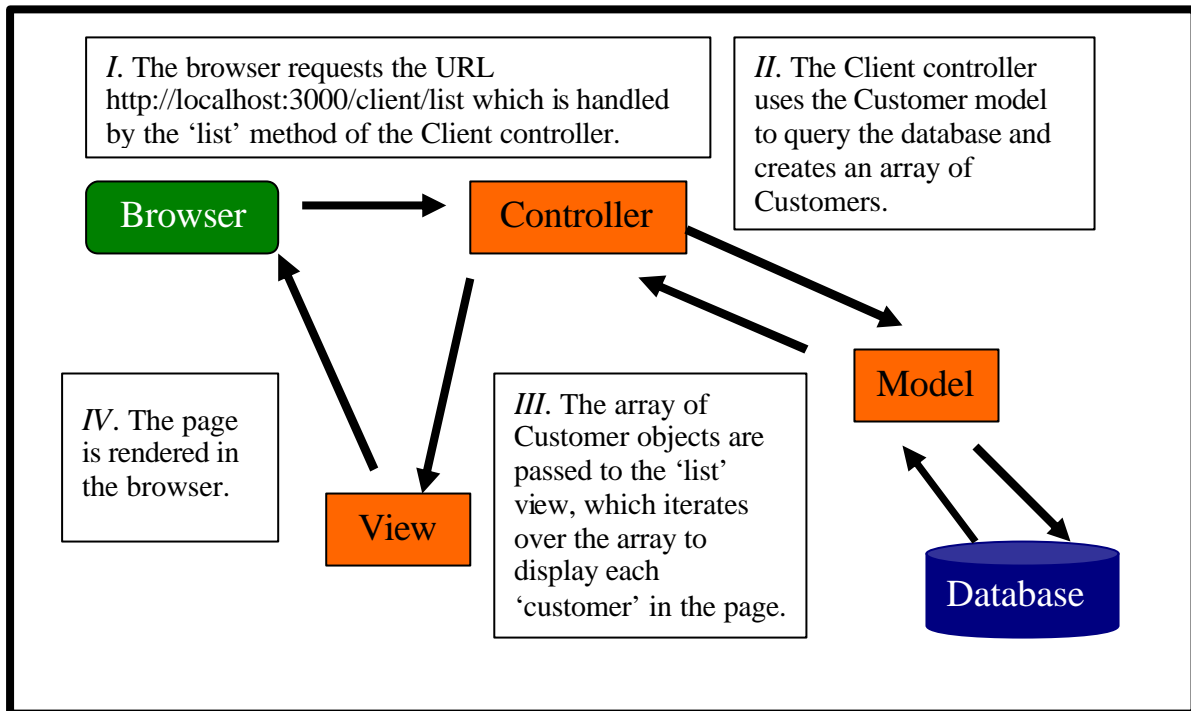 I. The browser requests the URL
http://localhost:3000/client/list which is handled
by the ‘list’ method of the Client controller.
II. The Client controller
uses the Customer model
to query the database and
creates an array of
Customers.
Browser
Controller
Model
IV. The page
is rendered in
the browser.
III. The array of
Customer objects are
passed to the ‘list’
view, which iterates
over the array to
display each
‘customer’ in the page.
View
Database